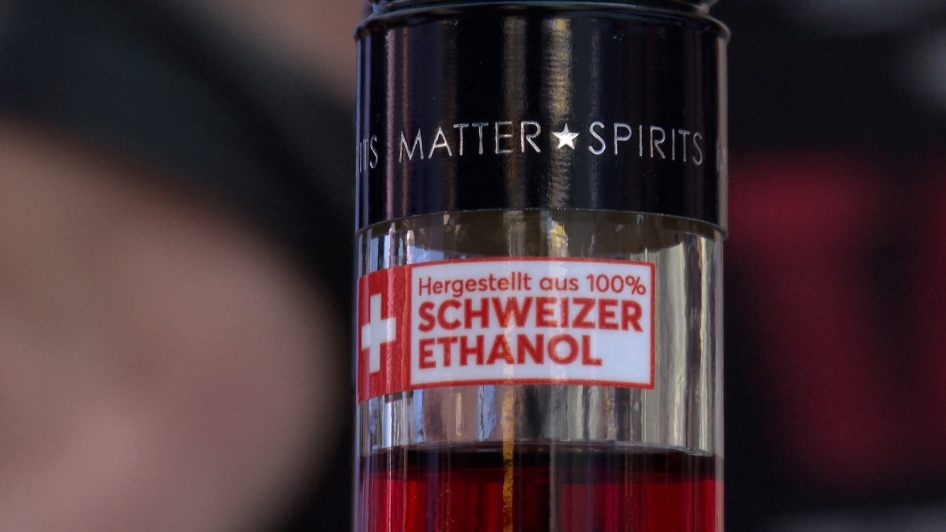 MATTER★SPIRITS
Hergestellt aus 100%
SCHWEIZER
ETHANOL